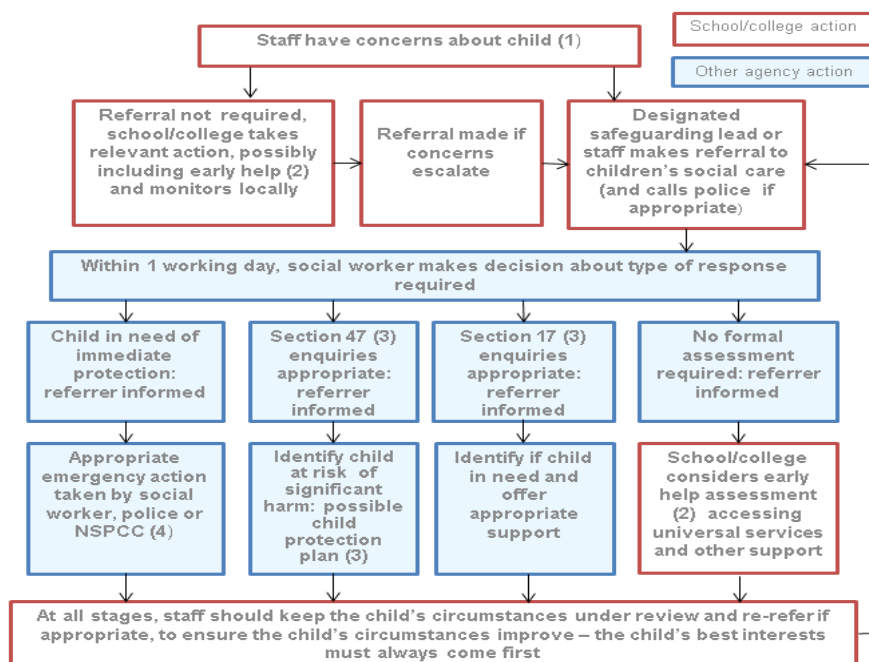 Staff have concerns about child (1)
School/college action
Other agency action
Referral not required,
school/college takes
relevant action, possibly
including early help (2)
and monitors locally
Referral made if
concerns
escalate
Designated
safeguarding lead or
staff makes referral to
children's social care
(and calls police if
appropriate)
Within 1 working day, social worker makes decision about type of response
required
Child in need of
immediate
protection:
referrer informed
Section 47 (3)
enquiries
appropriate:
referrer
informed
Section 17 (3)
enquiries
appropriate:
referrer
informed
No formal
assessment
required: referrer
informed
Appropriate
emergency action
taken by social
worker, police or
NSPCC (4)
Identify child
at risk of
significant
harm: possible
child
protection
plan (3)
Identify if child
in need and
offer
appropriate
support
School/college
considers early
help assessment
(2) accessing
universal services
and other support
At all stages, staff should keep the child's circumstances under review and re-refer if
appropriate, to ensure the child's circumstances improve – the child's best interests
must always come first